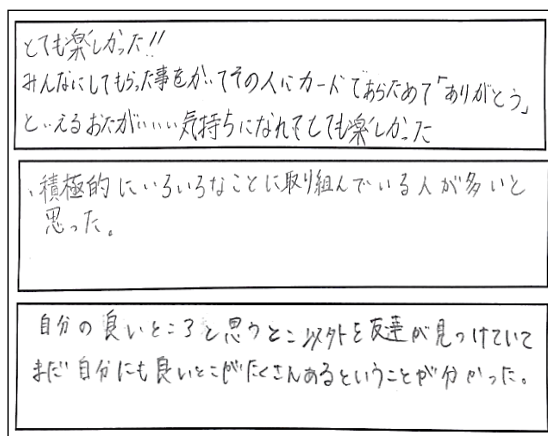 とても楽しかった!!
みんなにしてもらった事をかいてその人にカードであらためて「ありがとう」
といえるおたがいいい気持ちになれてとても楽しかった
、積極的にいろいろなことに取り組んでいる人が多いと
思った。
自分の良いところと思うとこ以外を友達が見つけていて
まだ自分にも良いとこがたくさんあるということが分かった。